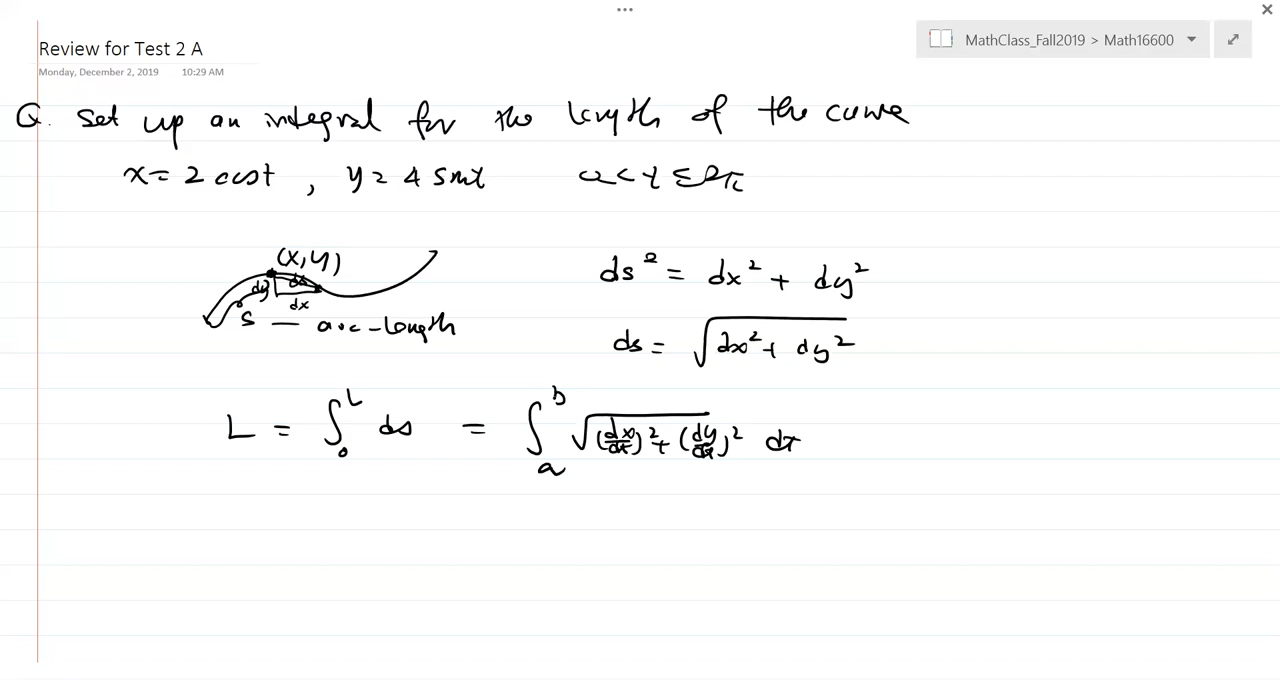 ...
MathClass_Fall2019 > Math16600
Review for Test 2 A
Monday, December 2, 2019 10:29 AM
Q. Set up an integral for the length of the curve
x = 2 cost , y = 4 sint 0 < t ≤ 2π
(x, y)
dy ds
dx
s — arc-length
ds² = dx² + dy²
ds = √(dx² + dy²)
L = ∫₀ᴸ ds = ∫ₐᵇ √((dx/dt)² + (dy/dt)²) dt